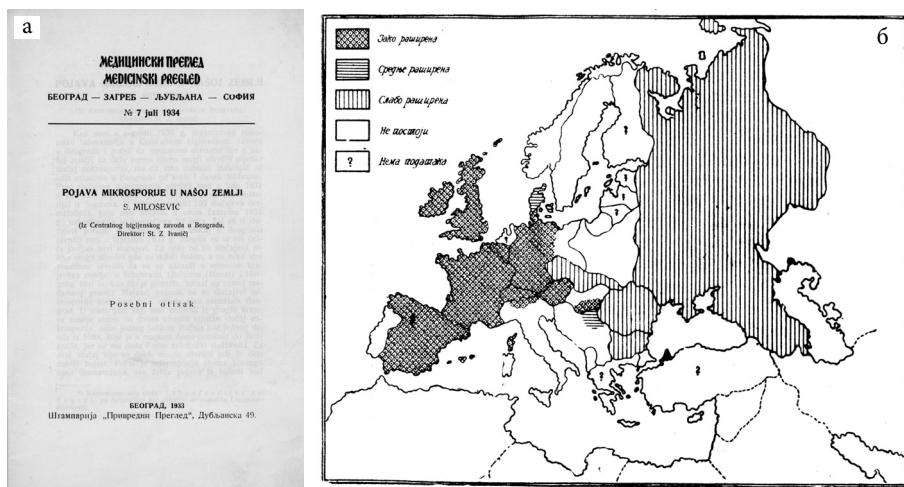 а
МЕДИЦИНСКИ ПРЕГЛЕД
MEDICINSKI PREGLED
БЕОГРАД — ЗАГРЕБ — ЉУБЉАНА — СОФИЯ
№ 7 juli 1934
POJAVA MIKROSPORIJE U NAŠOJ ZEMLJI
S. MILOŠEVIĆ
(Iz Centralnog higijenskog zavoda u Beogradu,
Direktor: St. Z Ivanić)
Posebni otisak
БЕОГРАД, 1933
Штампарија „Привредни Преглед“, Дубљанска 49.
б
Јако раширена
Средње раширена
Слабо раширена
Не постоји
? Нема података
?
?
?
?
?
?
?